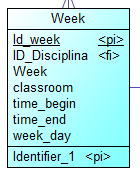 Week
Id_week <pi>
ID_Disciplina <fi>
Week
classroom
time_begin
time_end
week_day
Identifier_1 <pi>